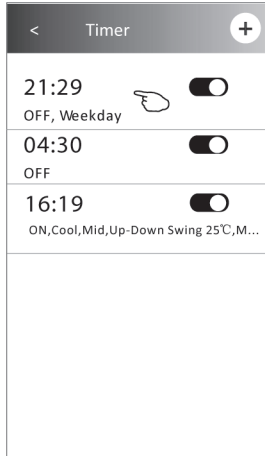 < Timer +
21:29
OFF, Weekday
04:30
OFF
16:19
ON,Cool,Mid,Up-Down Swing 25℃,M...